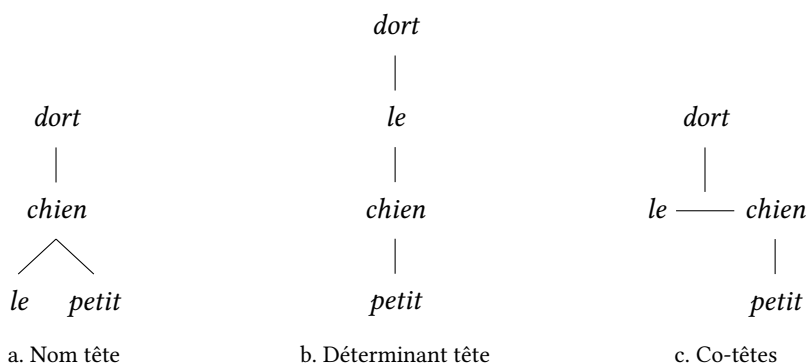 dort
dort
le
dort
chien
chien
le chien
le petit
petit
petit
a. Nom tête
b. Déterminant tête
c. Co-têtes